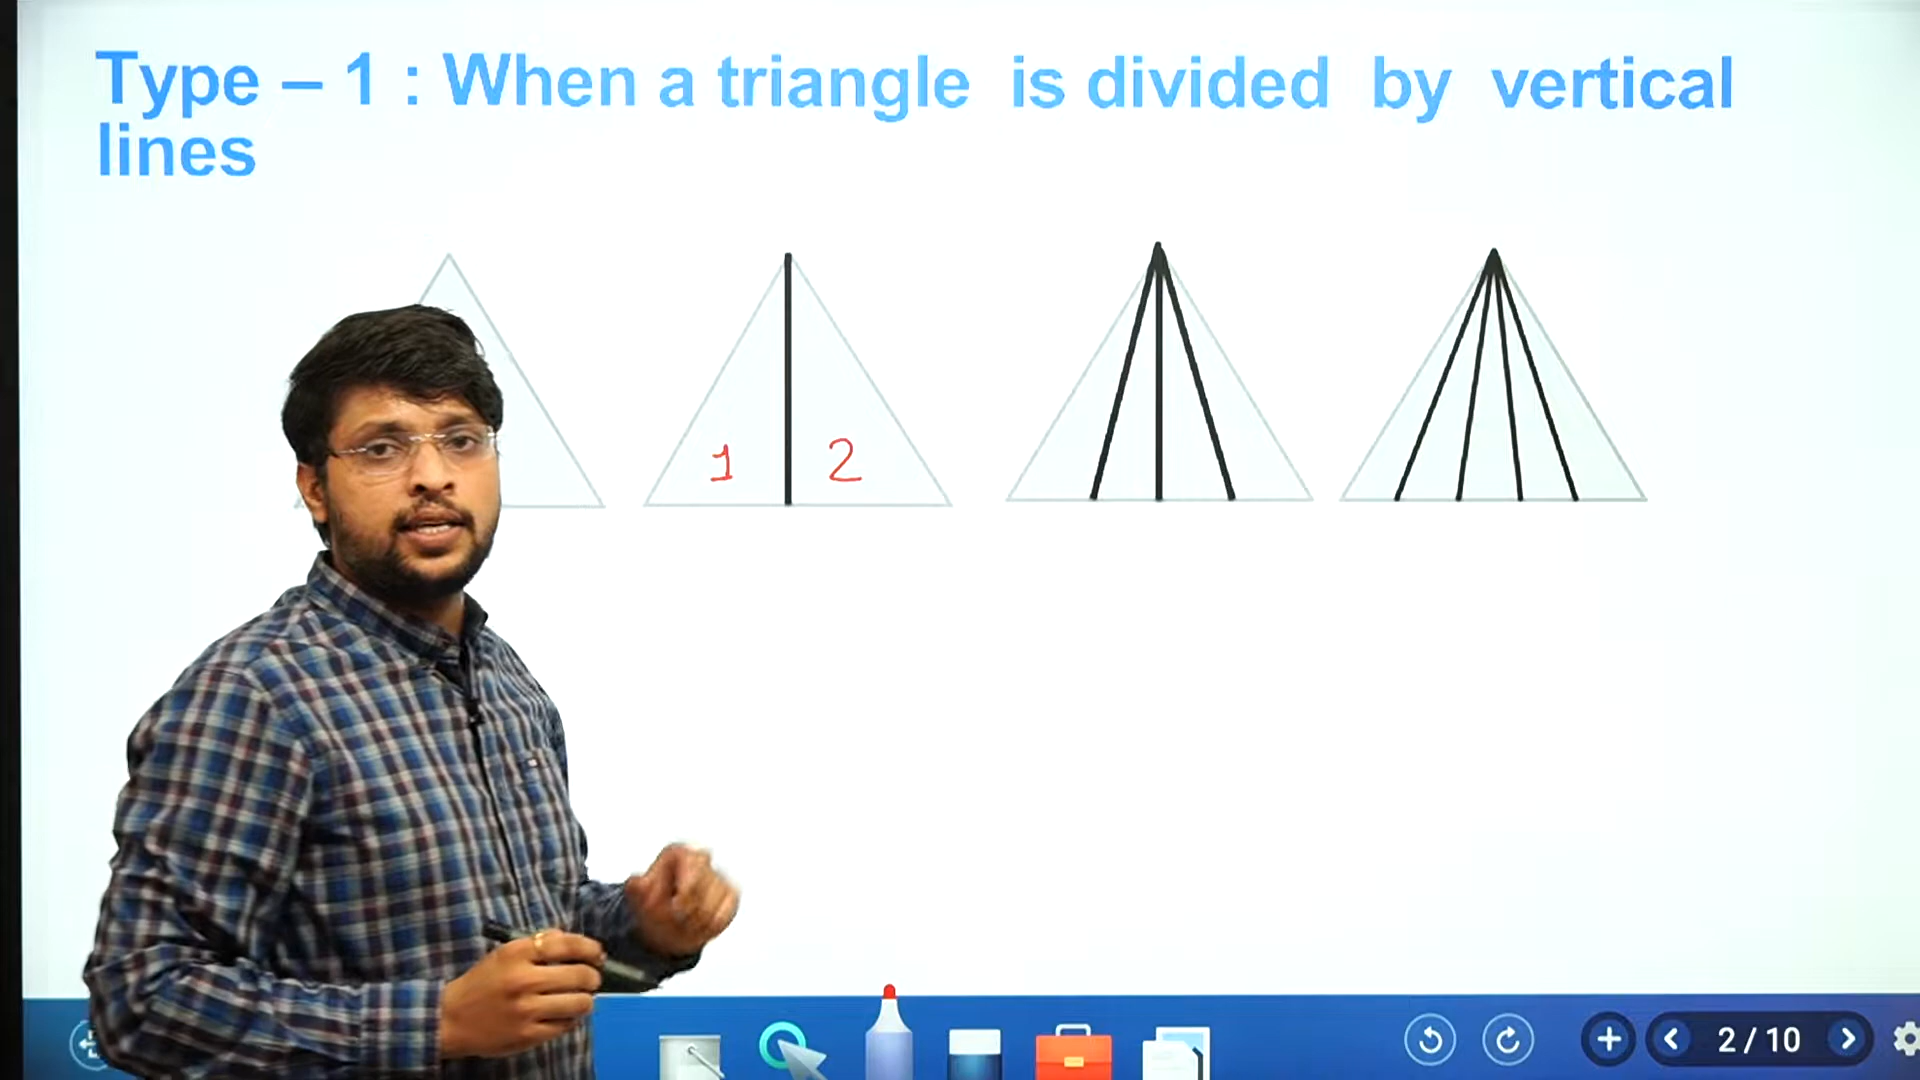 Type – 1 : When a triangle is divided by vertical
lines
1 2
2 / 10